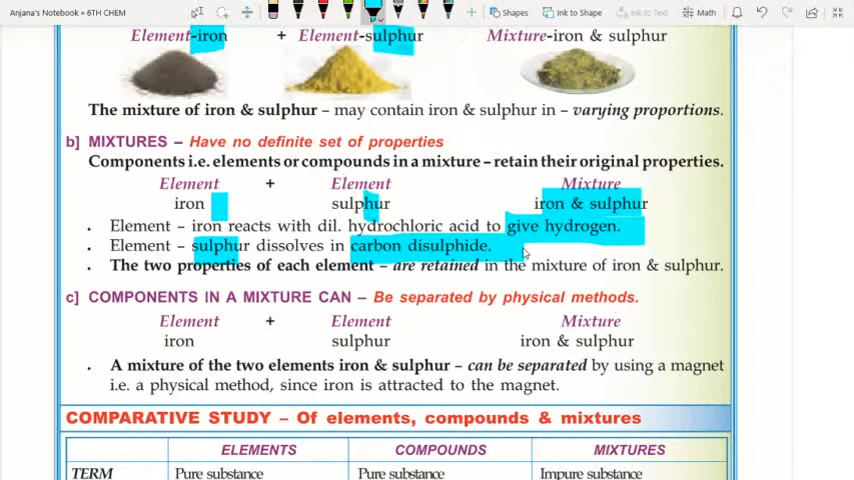 Anjana's Notebook » 6TH CHEM
Shapes Ink to Shape Ink to Text Math
Element-iron + Element-sulphur Mixture-iron & sulphur
The mixture of iron & sulphur – may contain iron & sulphur in – varying proportions.
b] MIXTURES – Have no definite set of properties
Components i.e. elements or compounds in a mixture – retain their original properties.
Element + Element Mixture
iron sulphur iron & sulphur
• Element – iron reacts with dil. hydrochloric acid to give hydrogen.
• Element – sulphur dissolves in carbon disulphide.
• The two properties of each element – are retained in the mixture of iron & sulphur.
c] COMPONENTS IN A MIXTURE CAN – Be separated by physical methods.
Element + Element Mixture
iron sulphur iron & sulphur
• A mixture of the two elements iron & sulphur – can be separated by using a magnet
i.e. a physical method, since iron is attracted to the magnet.
COMPARATIVE STUDY – Of elements, compounds & mixtures
ELEMENTS COMPOUNDS MIXTURES
TERM Pure substance Pure substance Impure substance